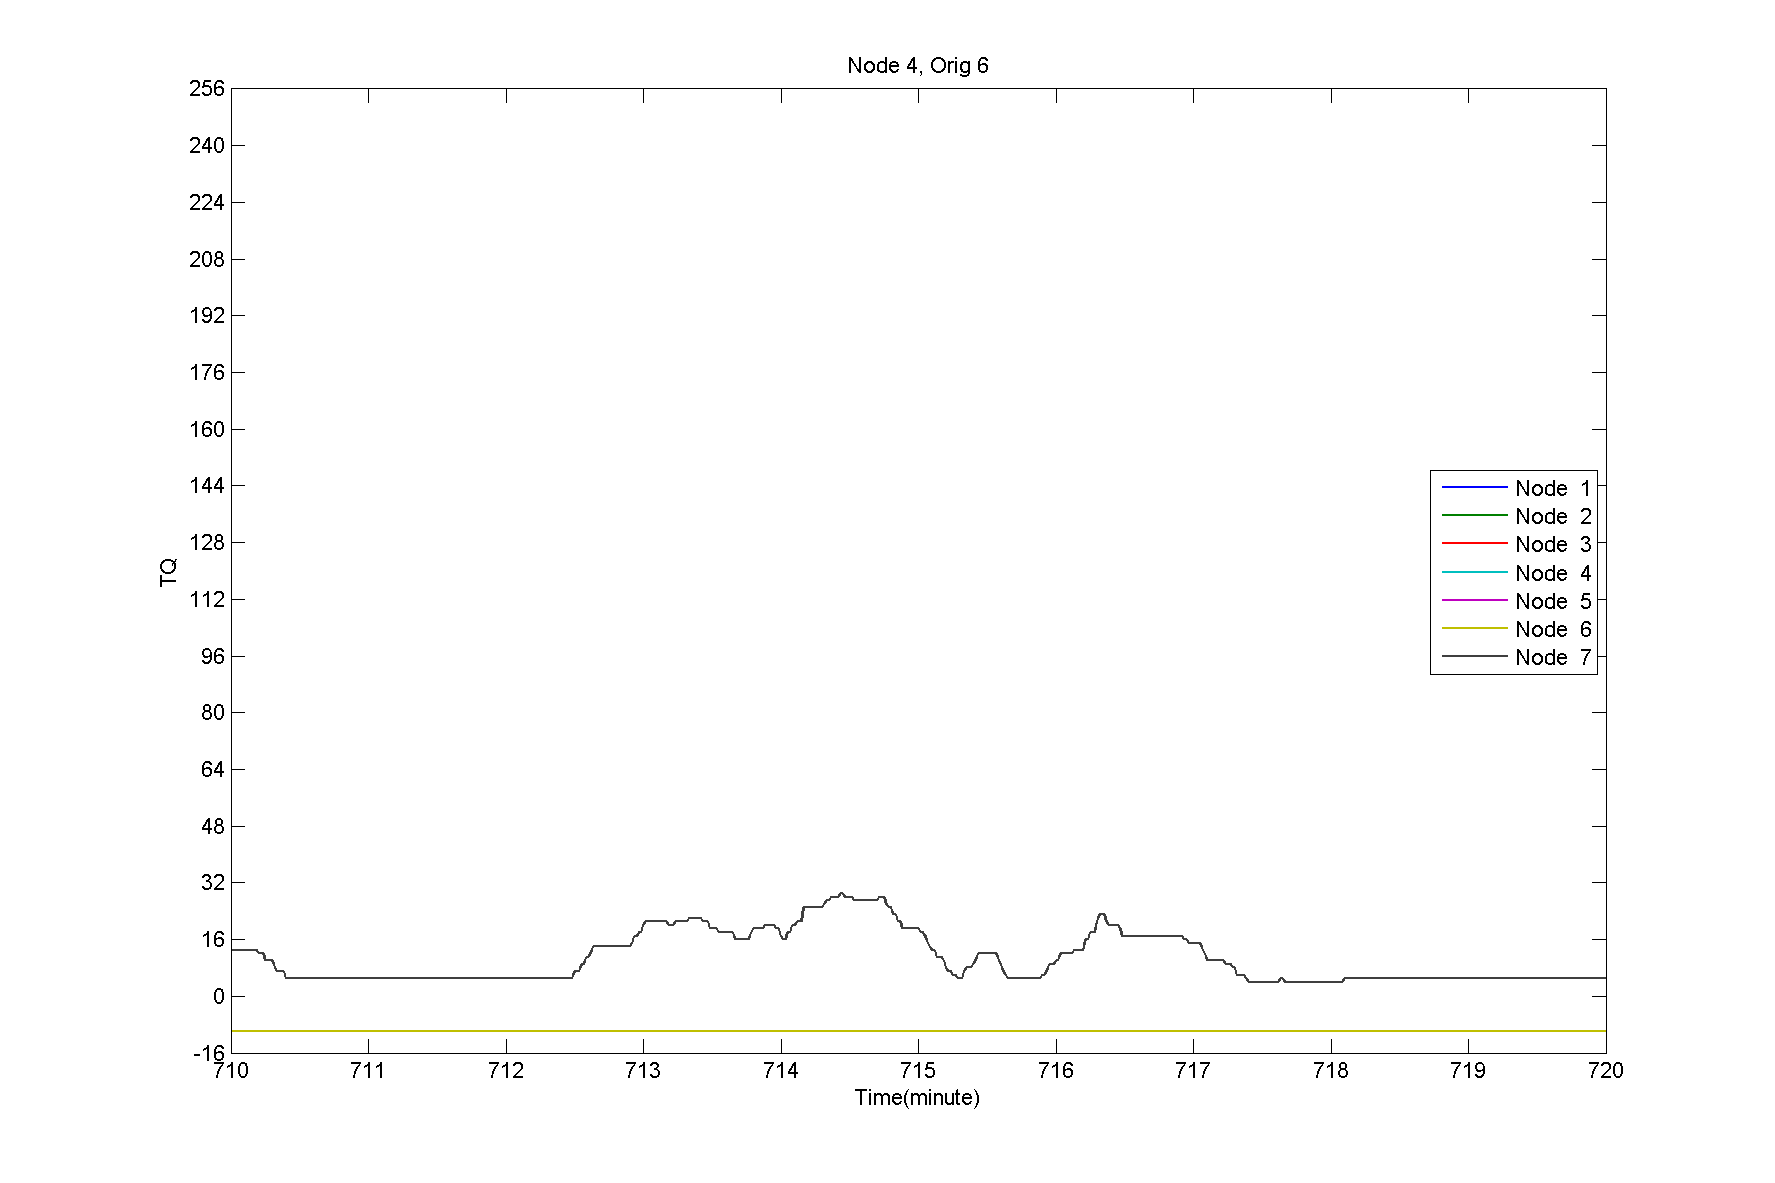 Node 4, Orig 6
256
240
224
208
192
176
160
144
128
112
96
80
64
48
32
16
0
-16
TQ
Node 1
Node 2
Node 3
Node 4
Node 5
Node 6
Node 7
710 711 712 713 714 715 716 717 718 719 720
Time(minute)